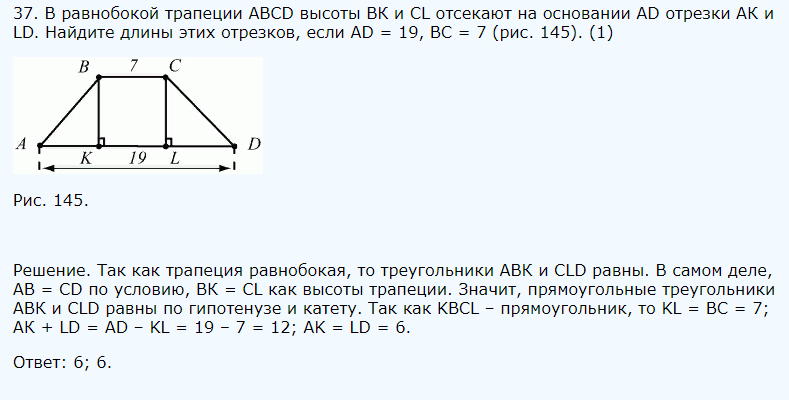 37. В равнобокой трапеции ABCD высоты BK и CL отсекают на основании AD отрезки AK и
LD. Найдите длины этих отрезков, если AD = 19, BC = 7 (рис. 145). (1)
B 7 C
A D
K 19 L
Рис. 145.
Решение. Так как трапеция равнобокая, то треугольники ABK и CLD равны. В самом деле,
AB = CD по условию, BK = CL как высоты трапеции. Значит, прямоугольные треугольники
ABK и CLD равны по гипотенузе и катету. Так как KBCL – прямоугольник, то KL = BC = 7;
AK + LD = AD – KL = 19 – 7 = 12; AK = LD = 6.
Ответ: 6; 6.